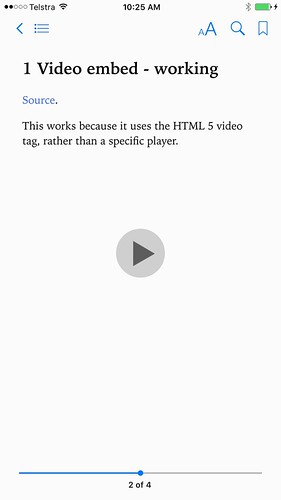 Telstra 10:25 AM
AA
1 Video embed - working
Source.
This works because it uses the HTML 5 video
tag, rather than a specific player.
2 of 4